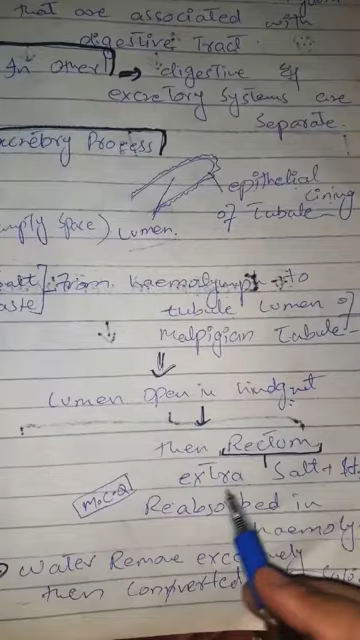 that are associated with
digestive Tract
In other → digestive &
excretory systems are
separate.
Excretory Process
epithelial
lining
of Tubule
(empty space) Lumen.
salt from haemolymph → to
waste
tubule lumen of
malpigian Tubule
Lumen open in hindgut
then Rectum
extra Salt +
M.C.Q
Reabsorbed in
haemoly
Water Remove excessively
then converted